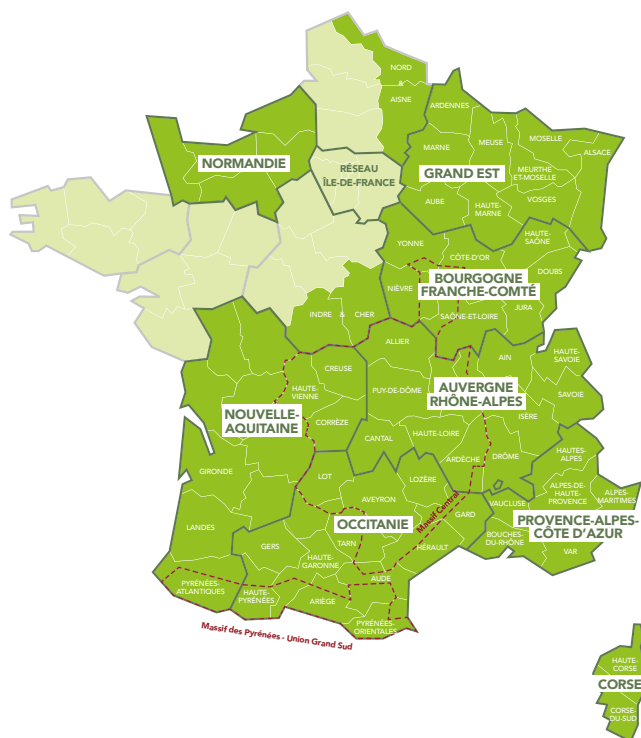 NORD
&
AISNE
ARDENNES
NORMANDIE
MARNE
MEUSE
MOSELLE
ALSACE
RÉSEAU
ÎLE-DE-FRANCE
GRAND EST
MEURTHE
ET-MOSELLE
AUBE
HAUTE-
MARNE
VOSGES
YONNE
HAUTE-
SAÔNE
CÔTE-D'OR
DOUBS
BOURGOGNE
FRANCHE-COMTÉ
NIÈVRE
JURA
SAÔNE-ET-LOIRE
INDRE & CHER
ALLIER
AIN
HAUTE-
SAVOIE
CREUSE
HAUTE-
VIENNE
PUY-DE-DÔME
AUVERGNE
RHÔNE-ALPES
SAVOIE
NOUVELLE-
AQUITAINE
CORRÈZE
ISÈRE
CANTAL
HAUTE-LOIRE
ARDÈCHE
DRÔME
HAUTES-
ALPES
GIRONDE
LOT
LOZÈRE
AVEYRON
ALPES-DE-
HAUTE-
PROVENCE
ALPES-
MARITIMES
VAUCLUSE
Massif Central
GARD
LANDES
OCCITANIE
PROVENCE-ALPES-
CÔTE D'AZUR
BOUCHES-
DU-RHÔNE
VAR
GERS
TARN
HÉRAULT
HAUTE-
GARONNE
PYRÉNÉES-
ATLANTIQUES
HAUTE-
PYRÉNÉES
ARIÈGE
AUDE
PYRÉNÉES-
ORIENTALES
Massif des Pyrénées - Union Grand Sud
HAUTE-
CORSE
CORSE
CORSE-
DU-SUD